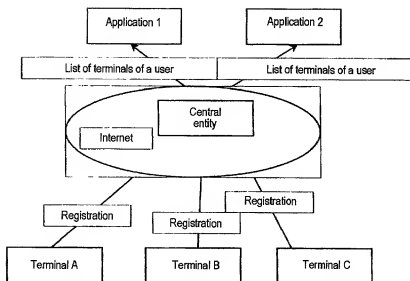 Application 1
Application 2
List of terminals of a user
List of terminals of a user
Central
entity
Internet
Registration
Registration
Registration
Terminal A
Terminal B
Terminal C